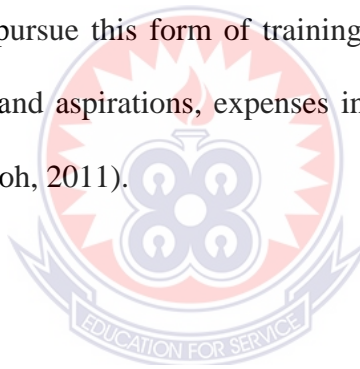 pursue this form of training
and aspirations, expenses in
oh, 2011).
EDUCATION FOR SERVICE